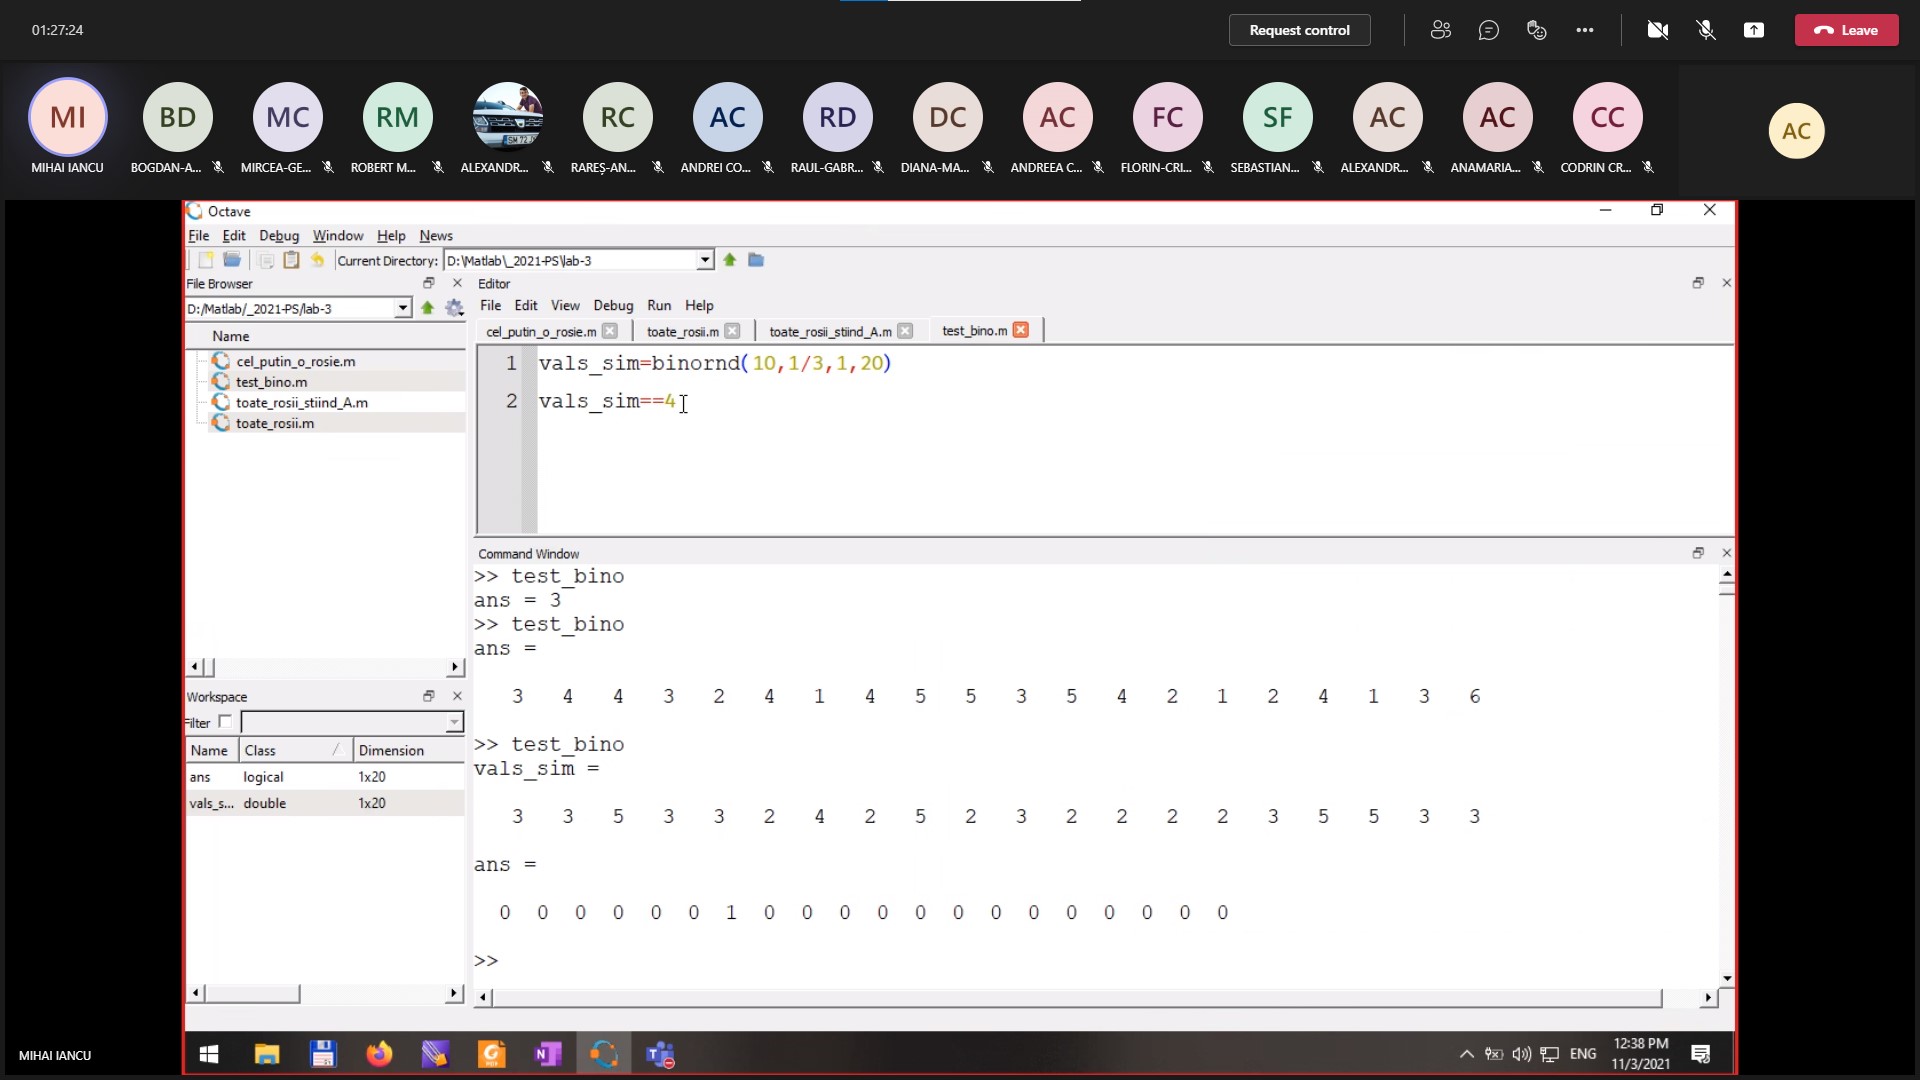 01:27:24
Request control
Leave
MI BD MC RM RC AC RD DC AC FC SF AC AC CC AC
MIHAI IANCU BOGDAN-A... MIRCEA-GE... ROBERT M... ALEXANDR... RAREȘ-AN... ANDREI CO... RAUL-GABR... DIANA-MA... ANDREEA C... FLORIN-CRI... SEBASTIAN... ALEXANDR... ANAMARIA... CODRIN CR...
Octave
File Edit Debug Window Help News
Current Directory: D:\Matlab\_2021-PS\lab-3
File Browser
D:/Matlab/_2021-PS/lab-3
Name
cel_putin_o_rosie.m
test_bino.m
toate_rosii_stiind_A.m
toate_rosii.m
Workspace
Filter
Name Class Dimension
ans logical 1x20
vals_s... double 1x20
Editor
File Edit View Debug Run Help
cel_putin_o_rosie.m toate_rosii.m toate_rosii_stiind_A.m test_bino.m
1 vals_sim=binornd(10,1/3,1,20)
2 vals_sim==4
Command Window
>> test_bino
ans = 3
>> test_bino
ans =
3 4 4 3 2 4 1 4 5 5 3 5 4 2 1 2 4 1 3 6
>> test_bino
vals_sim =
3 3 5 3 3 2 4 2 5 2 3 2 2 2 2 3 5 5 3 3
ans =
0 0 0 0 0 0 1 0 0 0 0 0 0 0 0 0 0 0 0 0
>>
MIHAI IANCU
ENG
12:38 PM
11/3/2021